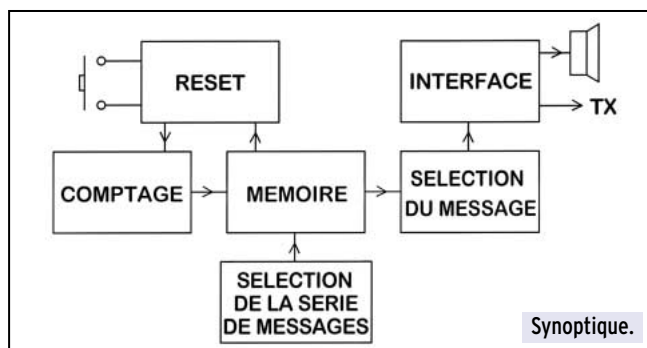 RESET
INTERFACE
TX
COMPTAGE
MEMOIRE
SELECTION
DU MESSAGE
SELECTION
DE LA SERIE
DE MESSAGES
Synoptique.